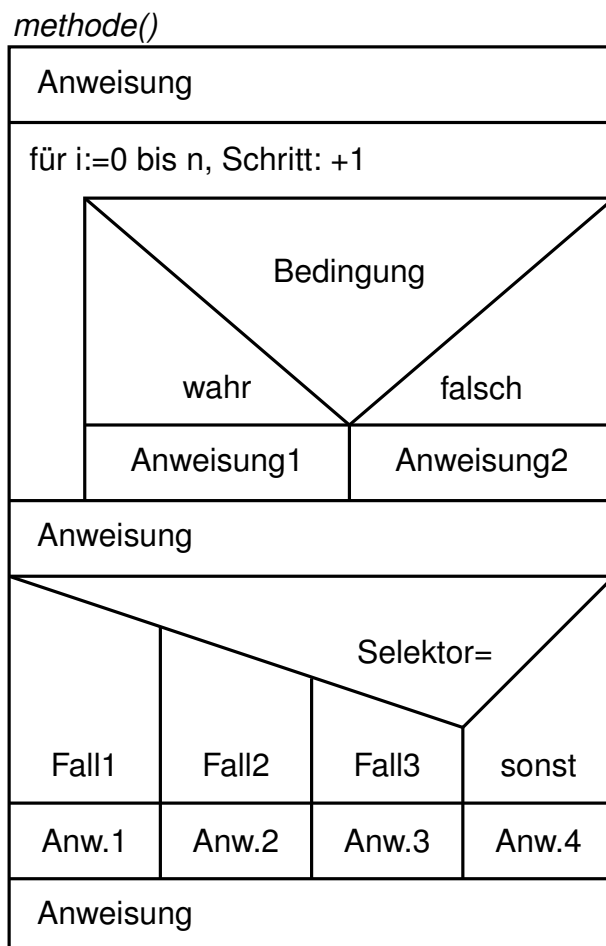 methode()
Anweisung
für i:=0 bis n, Schritt: +1
Bedingung
wahr falsch
Anweisung1 Anweisung2
Anweisung
Selektor=
Fall1 Fall2 Fall3 sonst
Anw.1 Anw.2 Anw.3 Anw.4
Anweisung